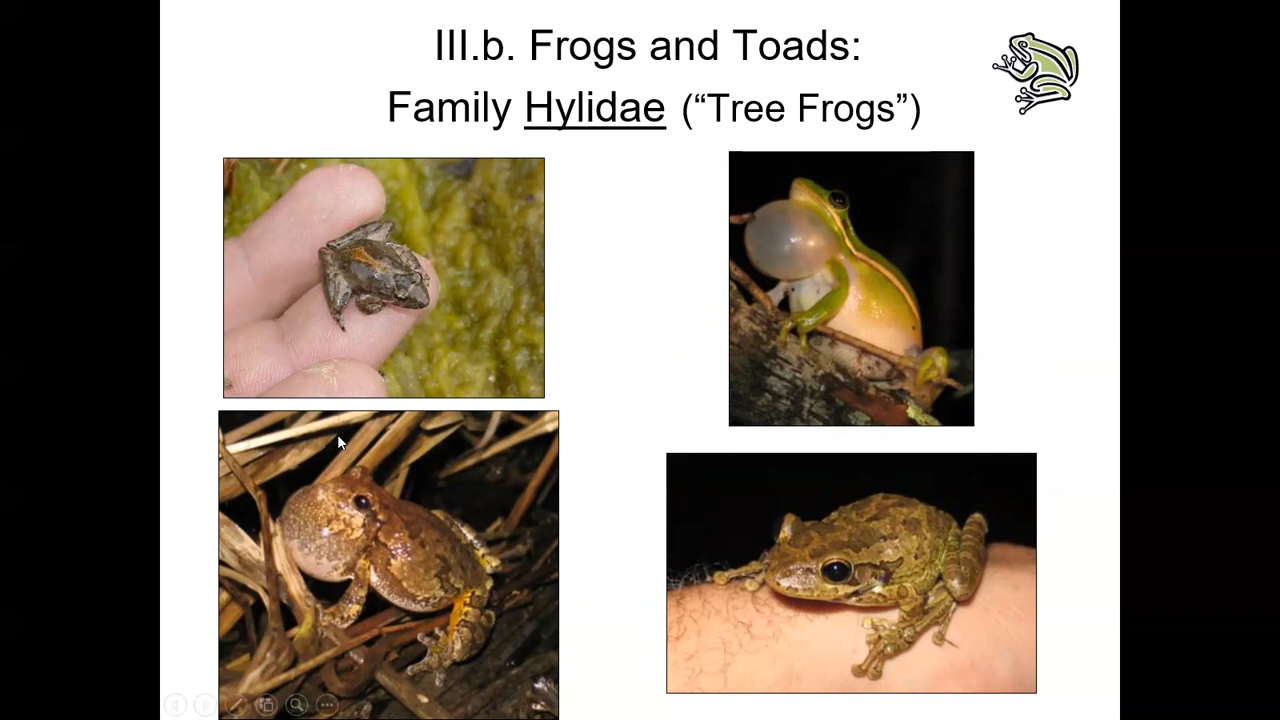 III.b. Frogs and Toads:
Family Hylidae (“Tree Frogs”)